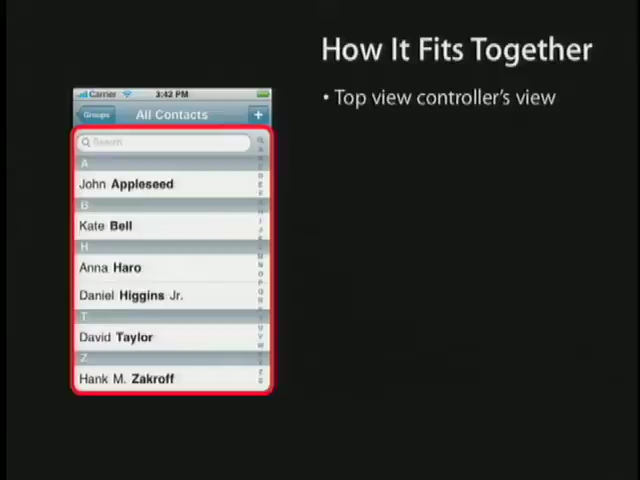 How It Fits Together
• Top view controller's view
Carrier 3:42 PM
Groups All Contacts +
Search
A
John Appleseed
B
Kate Bell
H
Anna Haro
Daniel Higgins Jr.
T
David Taylor
Z
Hank M. Zakroff